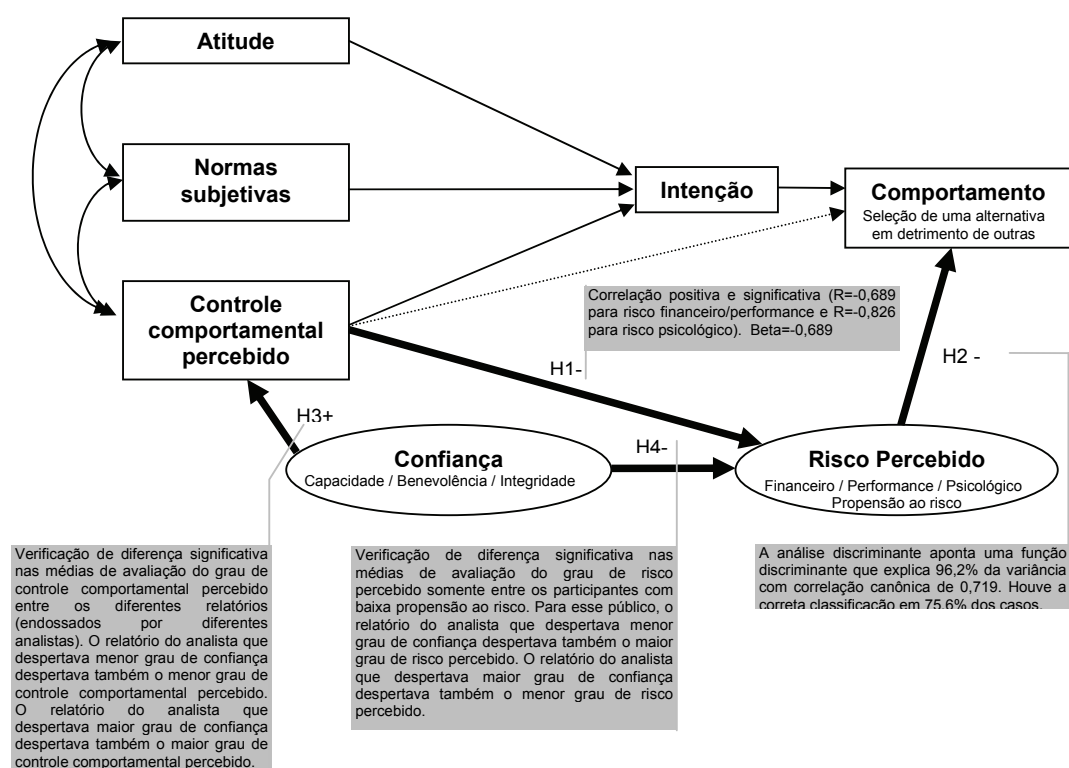 Atitude
Normas
subjetivas
Intenção
Comportamento
Seleção de uma alternativa
em detrimento de outras
Controle
comportamental
percebido
Correlação positiva e significativa (R=-0,689
para risco financeiro/performance e R=-0,826
para risco psicológico). Beta=-0,689
H1-
H2 -
H3+
H4-
Confiança
Capacidade / Benevolência / Integridade
Risco Percebido
Financeiro / Performance / Psicológico
Propensão ao risco
Verificação de diferença significativa
nas médias de avaliação do grau de
controle comportamental percebido
entre os diferentes relatórios
(endossados por diferentes
analistas). O relatório do analista que
despertava menor grau de confiança
despertava também o menor grau de
controle comportamental percebido.
O relatório do analista que
despertava maior grau de confiança
despertava também o maior grau de
controle comportamental percebido.
Verificação de diferença significativa nas
médias de avaliação do grau de risco
percebido somente entre os participantes com
baixa propensão ao risco. Para esse público, o
relatório do analista que despertava menor
grau de confiança despertava também o maior
grau de risco percebido. O relatório do analista
que despertava maior grau de confiança
despertava também o menor grau de risco
percebido.
A análise discriminante aponta uma função
discriminante que explica 96,2% da variância
com correlação canônica de 0,719. Houve a
correta classificação em 75,6% dos casos.